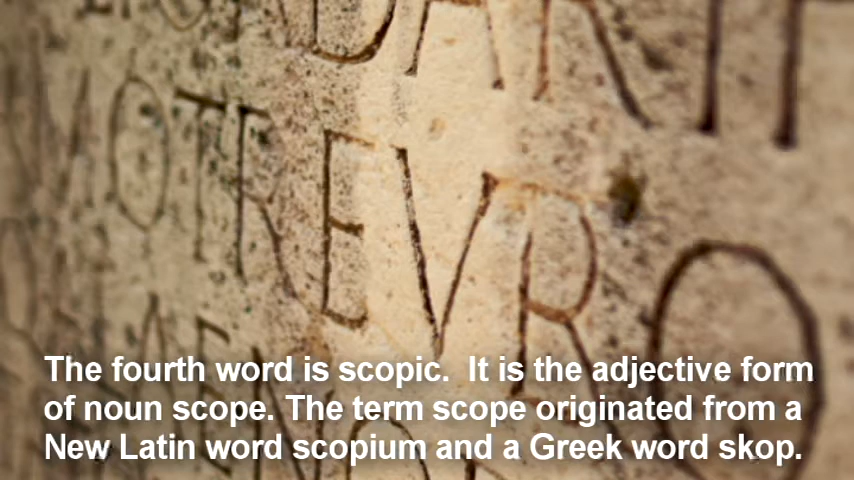 MOTREVRO
The fourth word is scopic.  It is the adjective form
of noun scope. The term scope originated from a
New Latin word scopium and a Greek word skop.